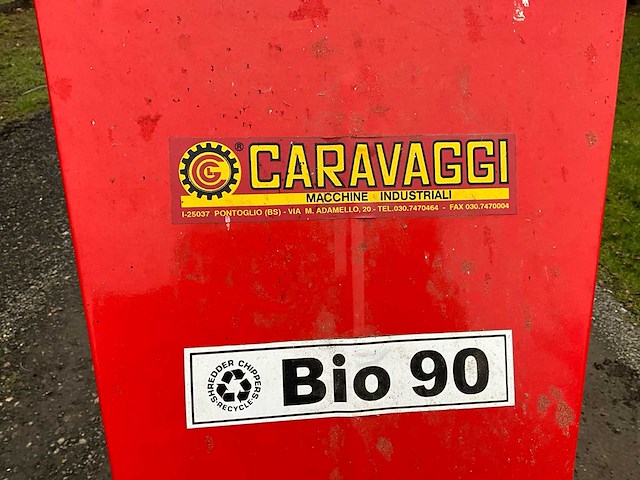 CG ® CARAVAGGI
MACCHINE INDUSTRIALI
I-25037 PONTOGLIO (BS) - VIA M. ADAMELLO, 20 - TEL.030.7470464 - FAX 030.7470004
SHREDDER CHIPPERS
RECYCLE
Bio 90